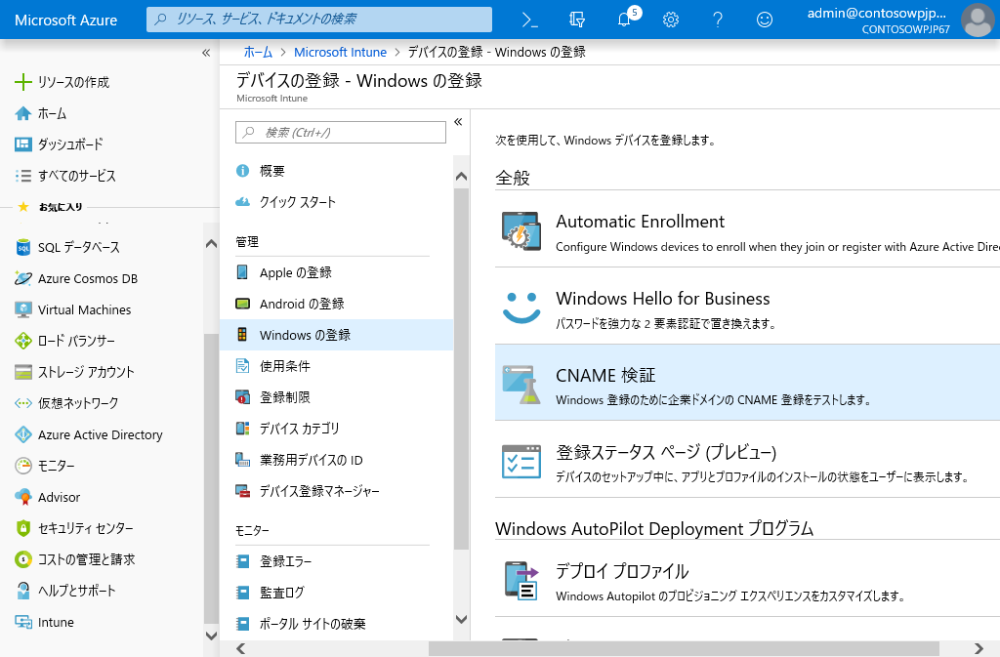 Microsoft Azure
リソース、サービス、ドキュメントの検索
5
admin@contosowpjp...
CONTOSOWPJP67
リソースの作成
ホーム
ダッシュボード
すべてのサービス
お気に入り
SQL データベース
Azure Cosmos DB
Virtual Machines
ロード バランサー
ストレージ アカウント
仮想ネットワーク
Azure Active Directory
モニター
Advisor
セキュリティ センター
コストの管理と請求
ヘルプとサポート
Intune
ホーム > Microsoft Intune > デバイスの登録 - Windows の登録
デバイスの登録 - Windows の登録
Microsoft Intune
検索 (Ctrl+/)
概要
クイック スタート
管理
Apple の登録
Android の登録
Windows の登録
使用条件
登録制限
デバイス カテゴリ
業務用デバイスの ID
デバイス登録マネージャー
モニター
登録エラー
監査ログ
ポータル サイトの破棄
次を使用して、Windows デバイスを登録します。
全般
Automatic Enrollment
Configure Windows devices to enroll when they join or register with Azure Active Dire
Windows Hello for Business
パスワードを強力な 2 要素認証で置き換えます。
CNAME 検証
Windows 登録のために企業ドメインの CNAME 登録をテストします。
登録ステータス ページ (プレビュー)
デバイスのセットアップ中に、アプリとプロファイルのインストールの状態をユーザーに表示します。
Windows AutoPilot Deployment プログラム
デプロイ プロファイル
Windows Autopilot のプロビジョニング エクスペリエンスをカスタマイズします。